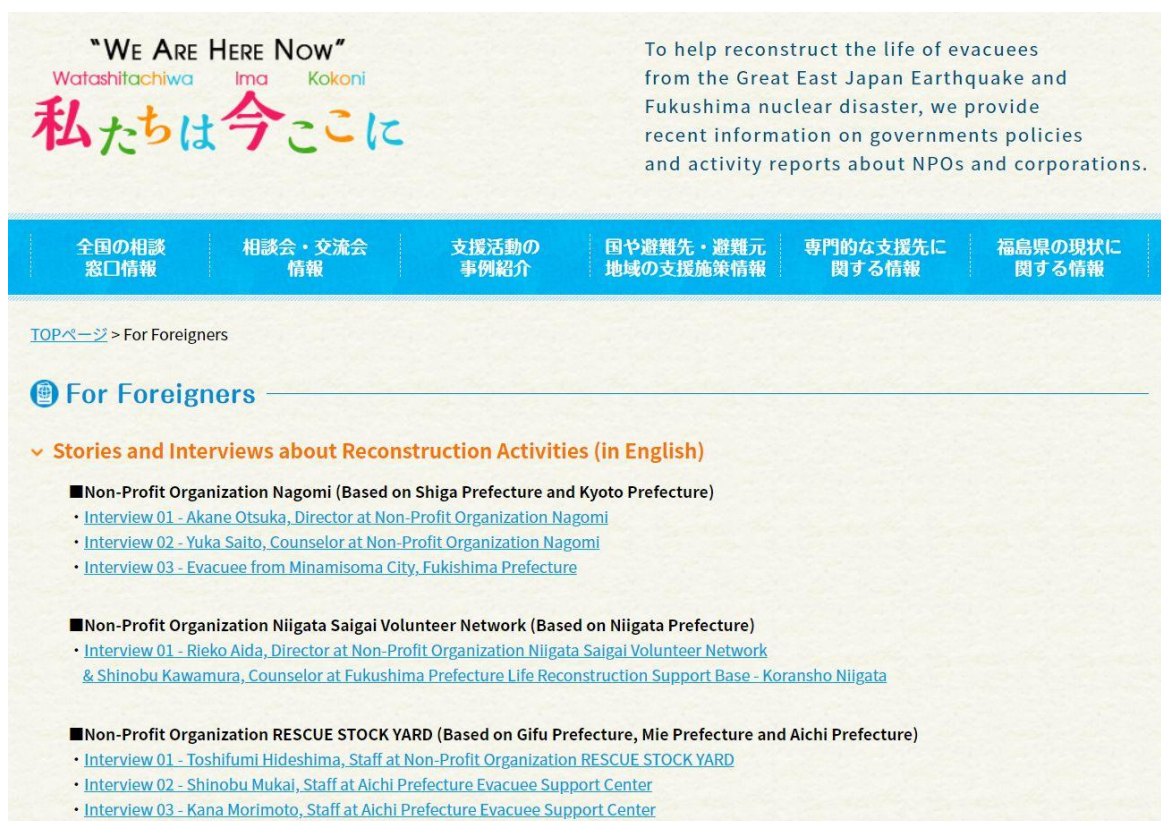 "WE ARE HERE NOW"
Watashitachiwa Ima Kokoni
私たちは今ここに
To help reconstruct the life of evacuees
from the Great East Japan Earthquake and
Fukushima nuclear disaster, we provide
recent information on governments policies
and activity reports about NPOs and corporations.
全国の相談
窓口情報
相談会・交流会
情報
支援活動の
事例紹介
国や避難先・避難元
地域の支援施策情報
専門的な支援先に
関する情報
福島県の現状に
関する情報
TOPページ > For Foreigners
For Foreigners
Stories and Interviews about Reconstruction Activities (in English)
■Non-Profit Organization Nagomi (Based on Shiga Prefecture and Kyoto Prefecture)
・Interview 01 - Akane Otsuka, Director at Non-Profit Organization Nagomi
・Interview 02 - Yuka Saito, Counselor at Non-Profit Organization Nagomi
・Interview 03 - Evacuee from Minamisoma City, Fukishima Prefecture
■Non-Profit Organization Niigata Saigai Volunteer Network (Based on Niigata Prefecture)
・Interview 01 - Rieko Aida, Director at Non-Profit Organization Niigata Saigai Volunteer Network
& Shinobu Kawamura, Counselor at Fukushima Prefecture Life Reconstruction Support Base - Koransho Niigata
■Non-Profit Organization RESCUE STOCK YARD (Based on Gifu Prefecture, Mie Prefecture and Aichi Prefecture)
・Interview 01 - Toshifumi Hideshima, Staff at Non-Profit Organization RESCUE STOCK YARD
・Interview 02 - Shinobu Mukai, Staff at Aichi Prefecture Evacuee Support Center
・Interview 03 - Kana Morimoto, Staff at Aichi Prefecture Evacuee Support Center